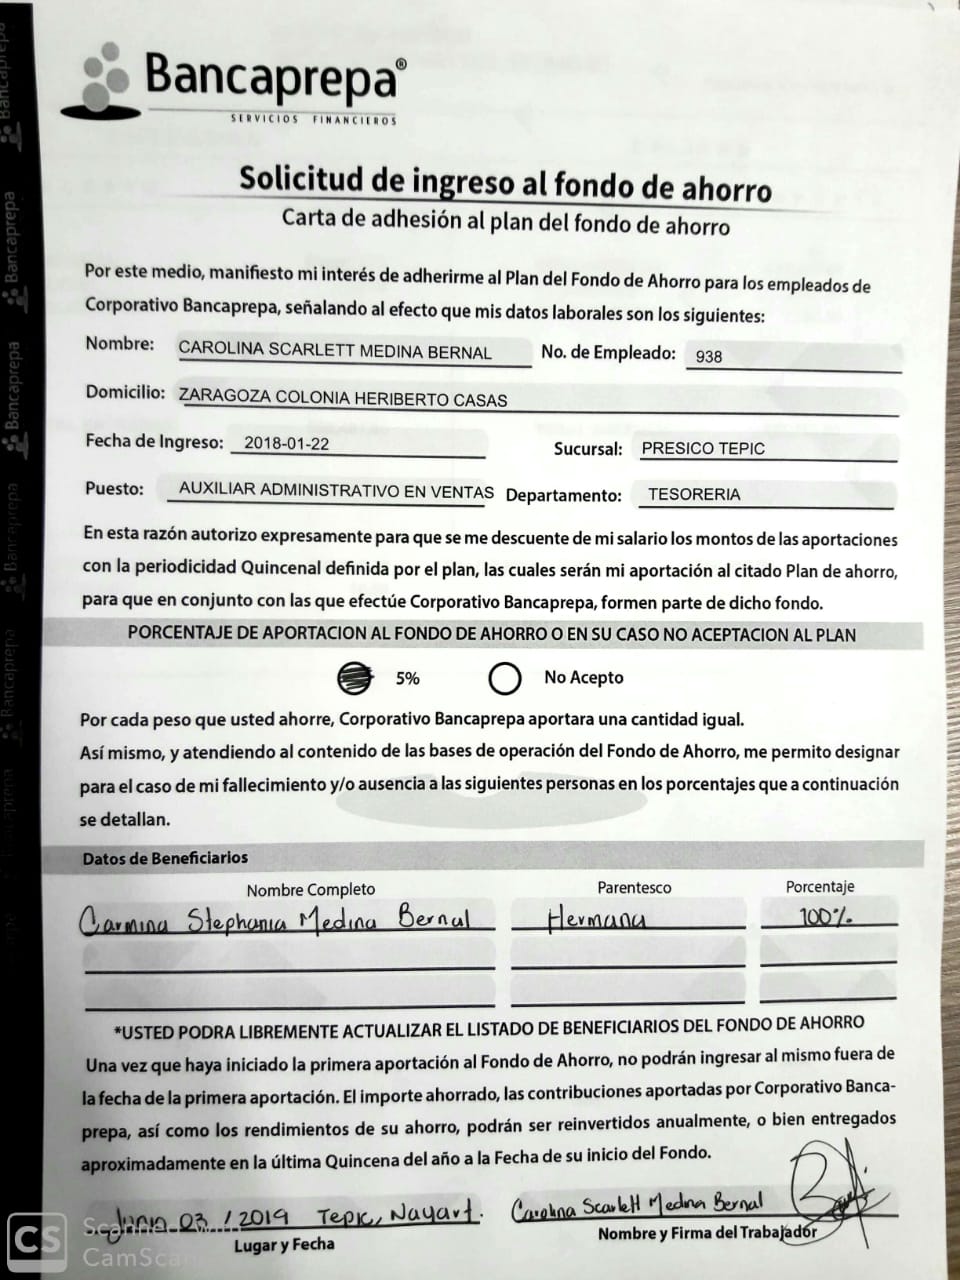 Bancaprepa®
SERVICIOS FINANCIEROS
Solicitud de ingreso al fondo de ahorro
Carta de adhesión al plan del fondo de ahorro
Por este medio, manifiesto mi interés de adherirme al Plan del Fondo de Ahorro para los empleados de
Corporativo Bancaprepa, señalando al efecto que mis datos laborales son los siguientes:
Nombre: CAROLINA SCARLETT MEDINA BERNAL No. de Empleado: 938
Domicilio: ZARAGOZA COLONIA HERIBERTO CASAS
Fecha de Ingreso: 2018-01-22 Sucursal: PRESICO TEPIC
Puesto: AUXILIAR ADMINISTRATIVO EN VENTAS Departamento: TESORERIA
En esta razón autorizo expresamente para que se me descuente de mi salario los montos de las aportaciones
con la periodicidad Quincenal definida por el plan, las cuales serán mi aportación al citado Plan de ahorro,
para que en conjunto con las que efectúe Corporativo Bancaprepa, formen parte de dicho fondo.
PORCENTAJE DE APORTACION AL FONDO DE AHORRO O EN SU CASO NO ACEPTACION AL PLAN
5% No Acepto
Por cada peso que usted ahorre, Corporativo Bancaprepa aportara una cantidad igual.
Así mismo, y atendiendo al contenido de las bases de operación del Fondo de Ahorro, me permito designar
para el caso de mi fallecimiento y/o ausencia a las siguientes personas en los porcentajes que a continuación
se detallan.
Datos de Beneficiarios
Nombre Completo Parentesco Porcentaje
Carmina Stephania Medina Bernal Hermana 100%
*USTED PODRA LIBREMENTE ACTUALIZAR EL LISTADO DE BENEFICIARIOS DEL FONDO DE AHORRO
Una vez que haya iniciado la primera aportación al Fondo de Ahorro, no podrán ingresar al mismo fuera de
la fecha de la primera aportación. El importe ahorrado, las contribuciones aportadas por Corporativo Banca-
prepa, así como los rendimientos de su ahorro, podrán ser reinvertidos anualmente, o bien entregados
aproximadamente en la última Quincena del año a la Fecha de su inicio del Fondo.
Junio 03 / 2019 Tepic, Nayarit. Carolina Scarlett Medina Bernal
Lugar y Fecha Nombre y Firma del Trabajador
CS Scanned with
CamScan
Bancaprepa
Bancaprepa
Bancaprepa
Bancaprepa
Bancaprepa